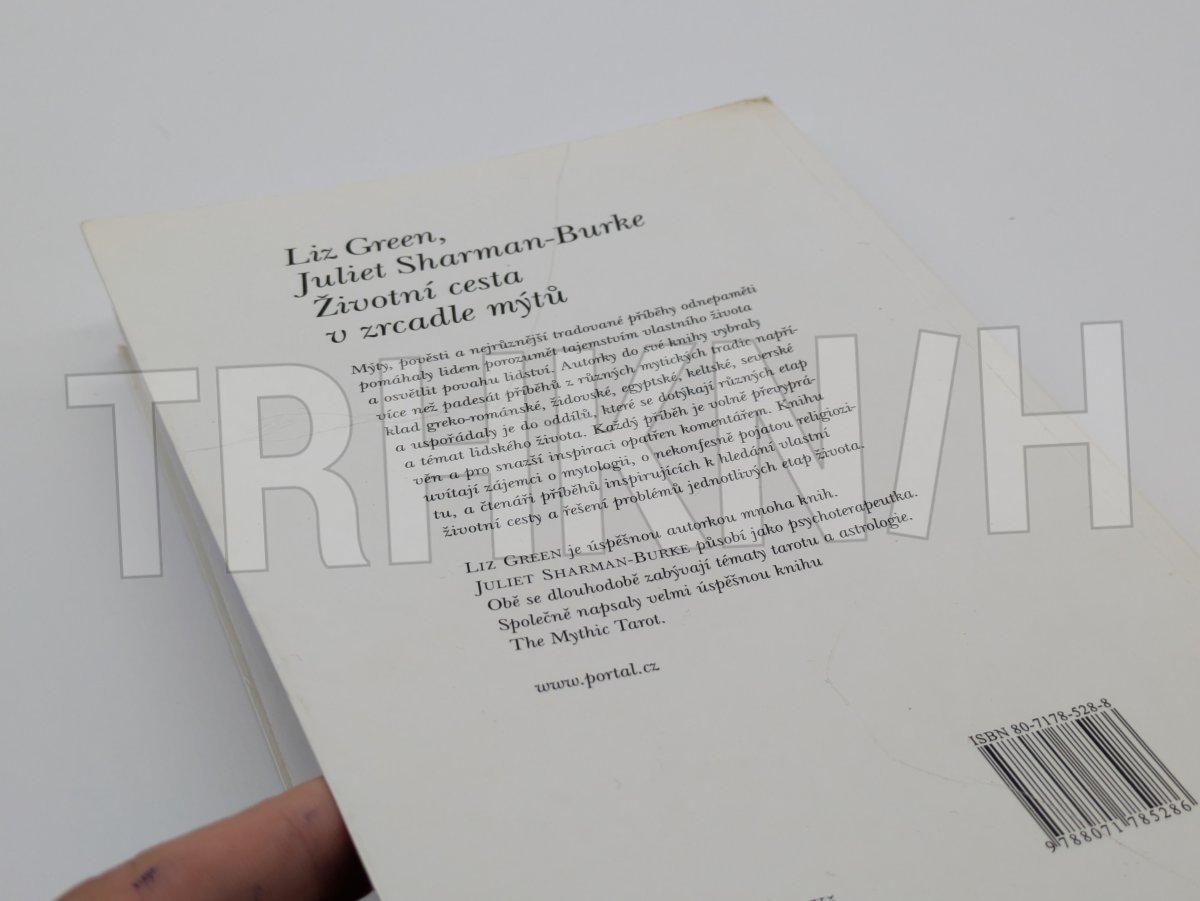 Liz Green,
Juliet Sharman-Burke
Životní cesta
v zrcadle mýtů
Mýty, pověsti a nejrůznější tradované příběhy odnepaměti
pomáhaly lidem porozumět tajemstvím vlastního života
a osvětlit povahu lidství. Autorky do své knihy vybraly
více než padesát příběhů z různých mytických tradic napří-
klad greko-románské, židovské, egyptské, keltské, severské
a uspořádaly je do oddílů, které se dotýkají různých etap
a témat lidského života. Každý příběh je volně převyprá-
věn a pro snazší inspiraci opatřen komentářem. Knihu
uvítají zájemci o mytologii, o nekonfesně pojatou religiozi-
tu, a čtenáři příběhů inspirujících k hledání vlastní
životní cesty a řešení problémů jednotlivých etap života.
LIZ GREEN je úspěšnou autorkou mnoha knih.
JULIET SHARMAN-BURKE působí jako psychoterapeutka.
Obě se dlouhodobě zabývají tématy tarotu a astrologie.
Společně napsaly velmi úspěšnou knihu
The Mythic Tarot.
www.portal.cz
ISBN 80-7178-528-8
9 788071 785286
TRHKNIH